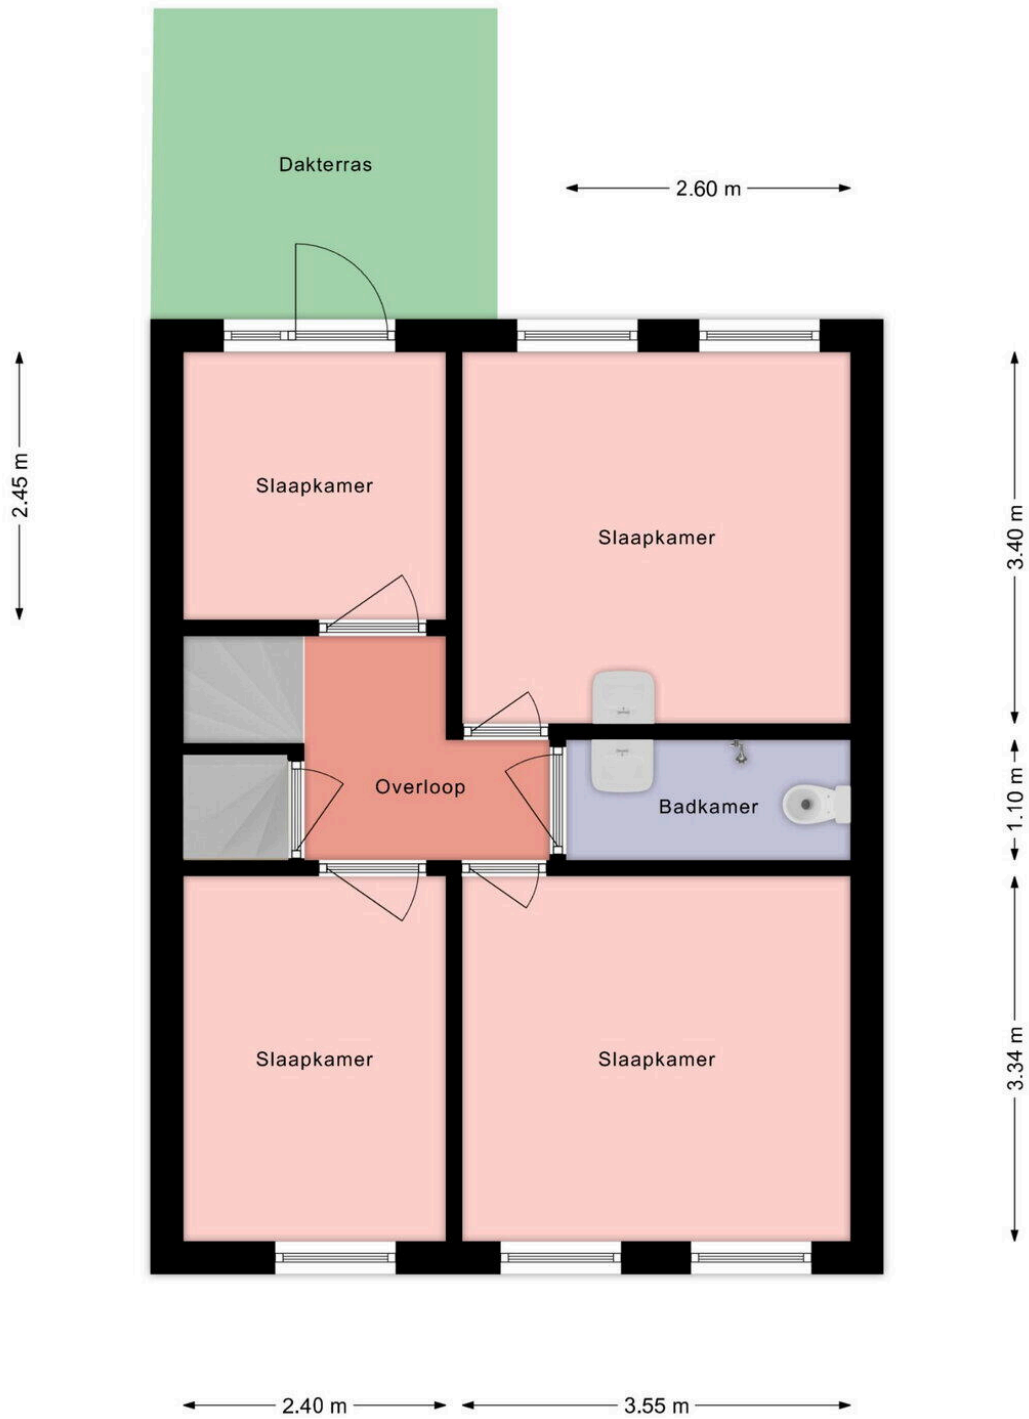 Dakterras
2.60 m
2.45 m
Slaapkamer
Slaapkamer
3.40 m
Overloop
Badkamer
1.10 m
Slaapkamer
Slaapkamer
3.34 m
2.40 m
3.55 m